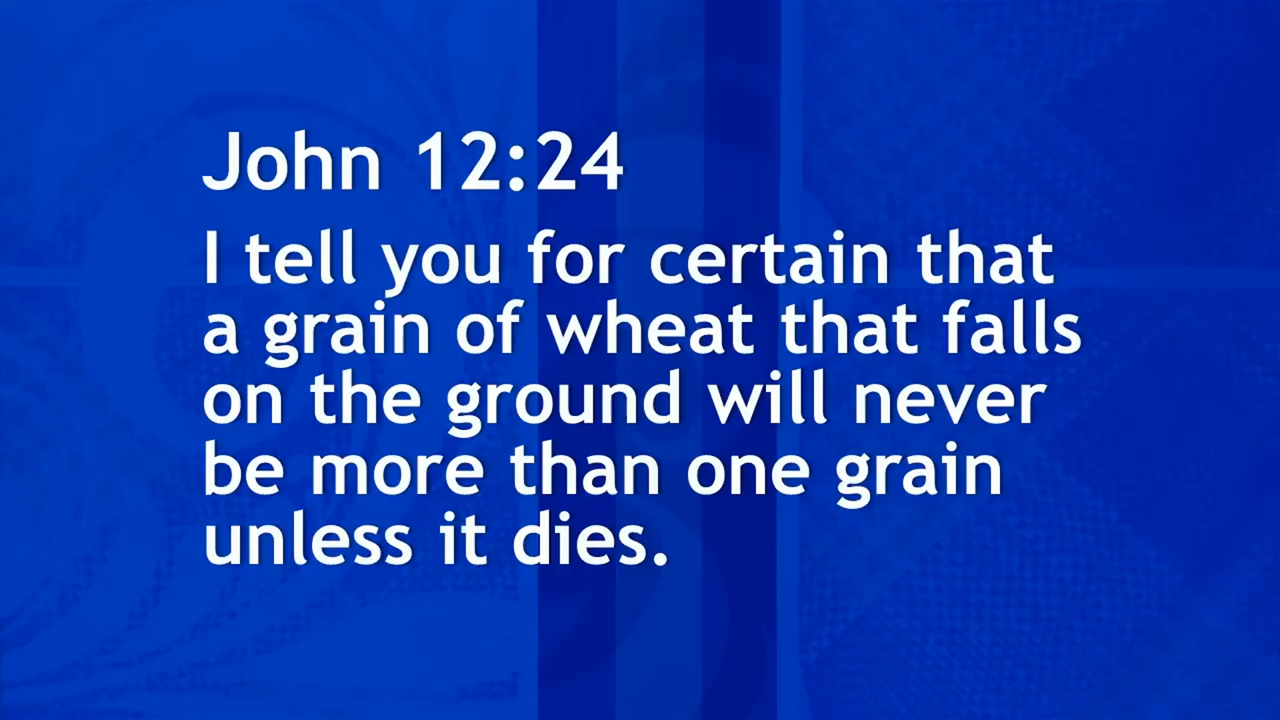 John 12:24
I tell you for certain that
a grain of wheat that falls
on the ground will never
be more than one grain
unless it dies.